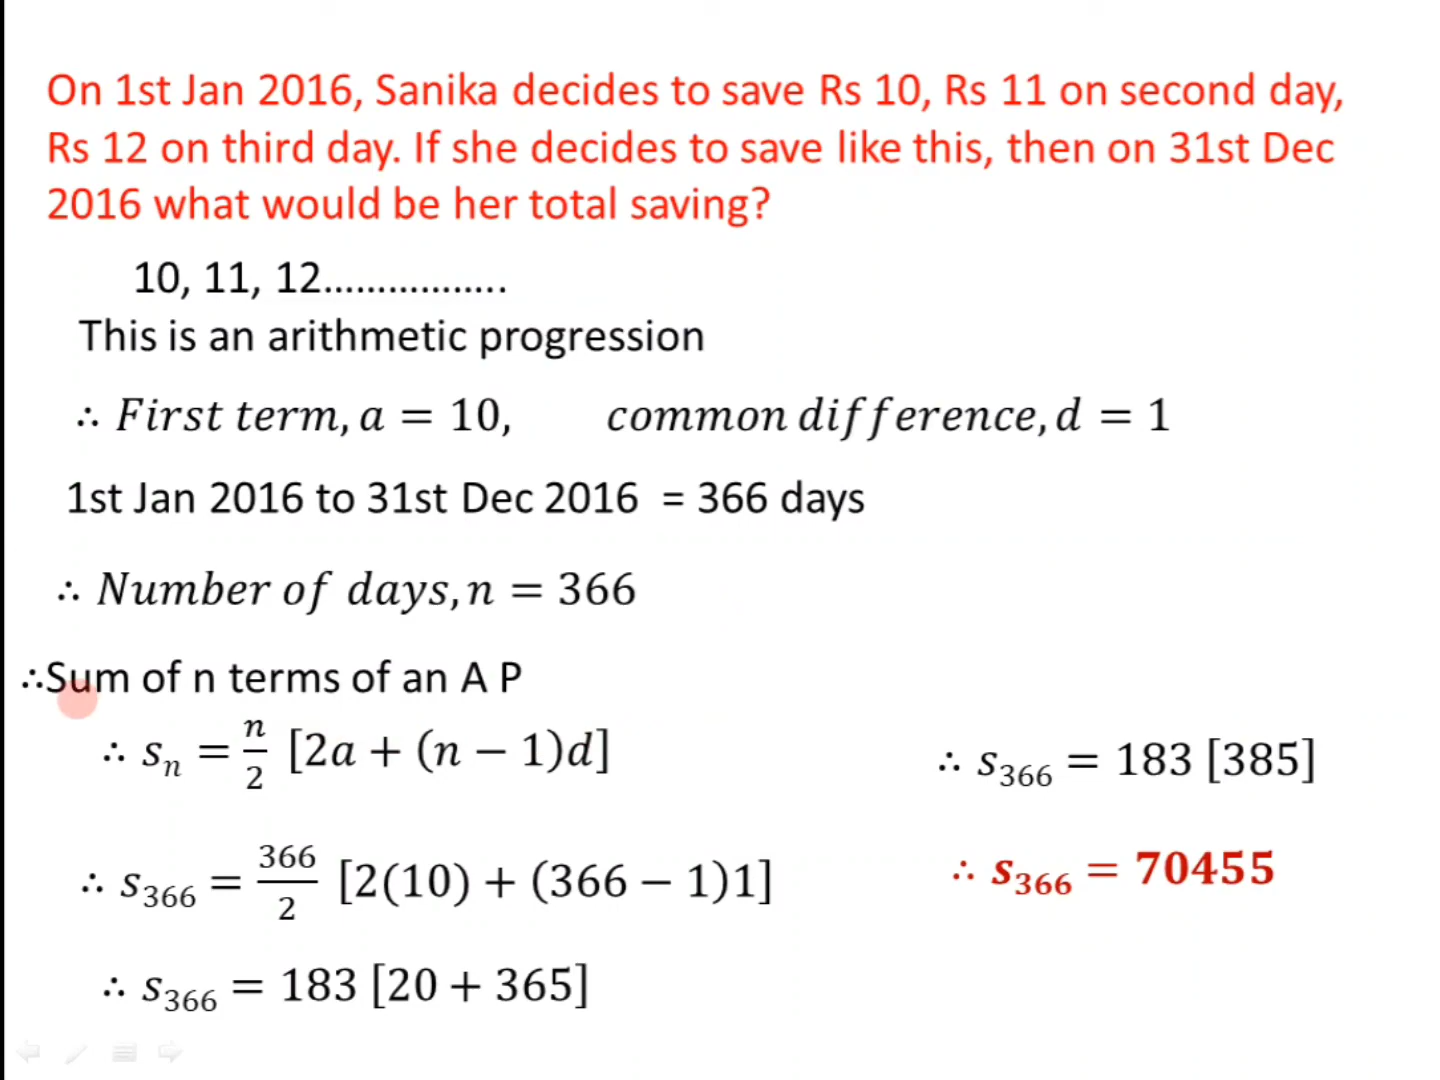 On 1st Jan 2016, Sanika decides to save Rs 10, Rs 11 on second day,
Rs 12 on third day. If she decides to save like this, then on 31st Dec
2016 what would be her total saving?
10, 11, 12.................
This is an arithmetic progression
∴ First term, a = 10, common difference, d = 1
1st Jan 2016 to 31st Dec 2016 = 366 days
∴ Number of days, n = 366
∴Sum of n terms of an A P
∴ sₙ = n/2 [2a + (n − 1)d]
∴ s₃₆₆ = 366/2 [2(10) + (366 − 1)1]
∴ s₃₆₆ = 183 [20 + 365]
∴ s₃₆₆ = 183 [385]
∴ s₃₆₆ = 70455